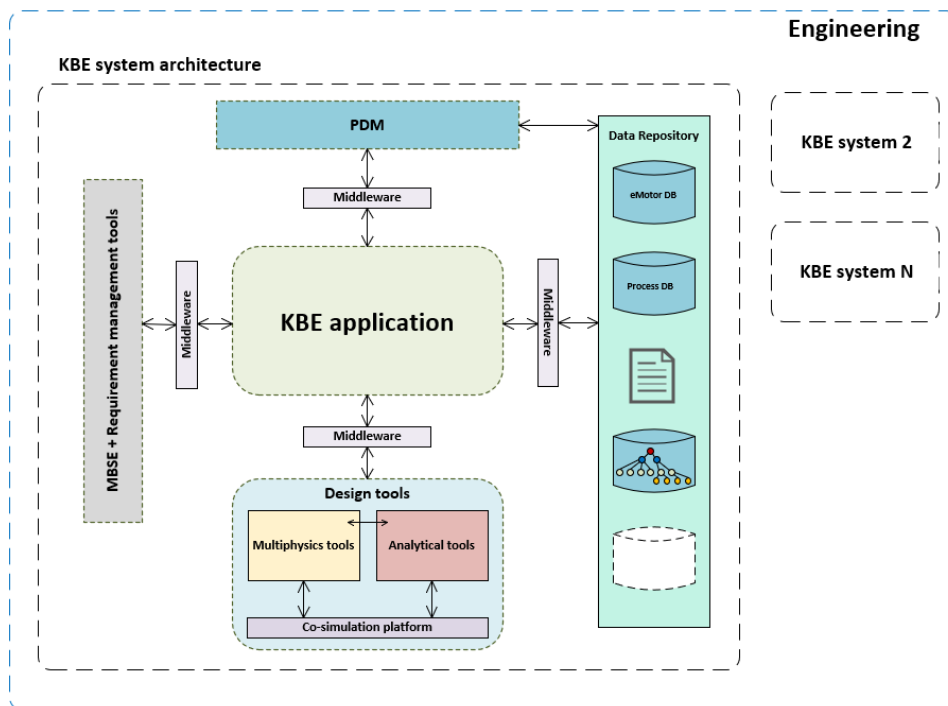 Engineering
KBE system architecture
PDM
Data Repository
KBE system 2
eMotor DB
Middleware
MBSE + Requirement management tools
KBE system N
Middleware
KBE application
Middleware
Process DB
Middleware
Design tools
Multiphysics tools
Analytical tools
Co-simulation platform